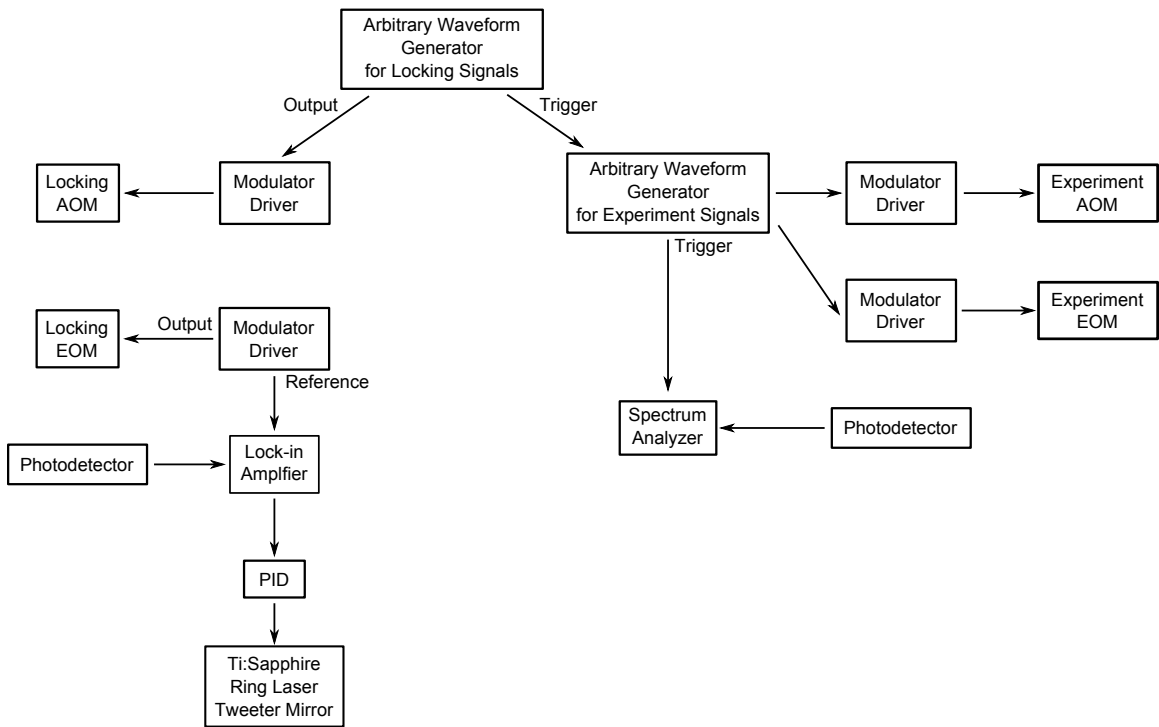 Arbitrary Waveform
Generator
for Locking Signals
Output
Trigger
Locking
AOM
Modulator
Driver
Arbitrary Waveform
Generator
for Experiment Signals
Modulator
Driver
Experiment
AOM
Trigger
Locking
EOM
Output
Modulator
Driver
Modulator
Driver
Experiment
EOM
Reference
Spectrum
Analyzer
Photodetector
Photodetector
Lock-in
Amplfier
PID
Ti:Sapphire
Ring Laser
Tweeter Mirror